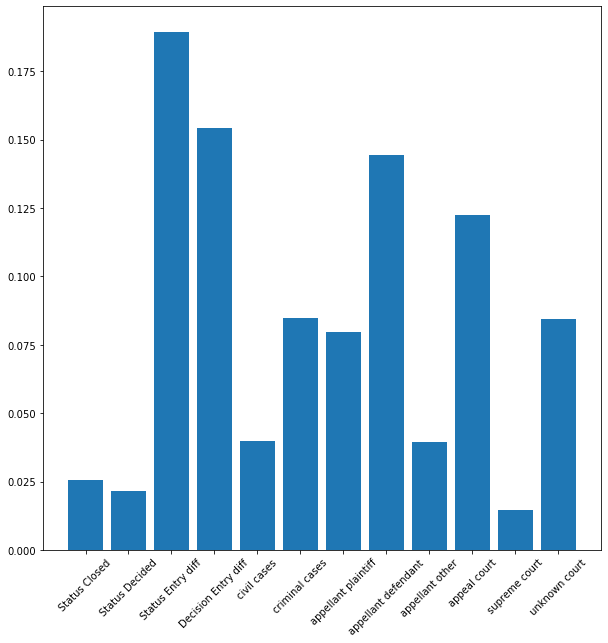 0.175
0.150
0.125
0.100
0.075
0.050
0.025
0.000
Status Closed
Status Decided
Status Entry diff
Decision Entry diff
civil cases
criminal cases
appellant plaintiff
appellant defendant
appellant other
appeal court
supreme court
unknown court